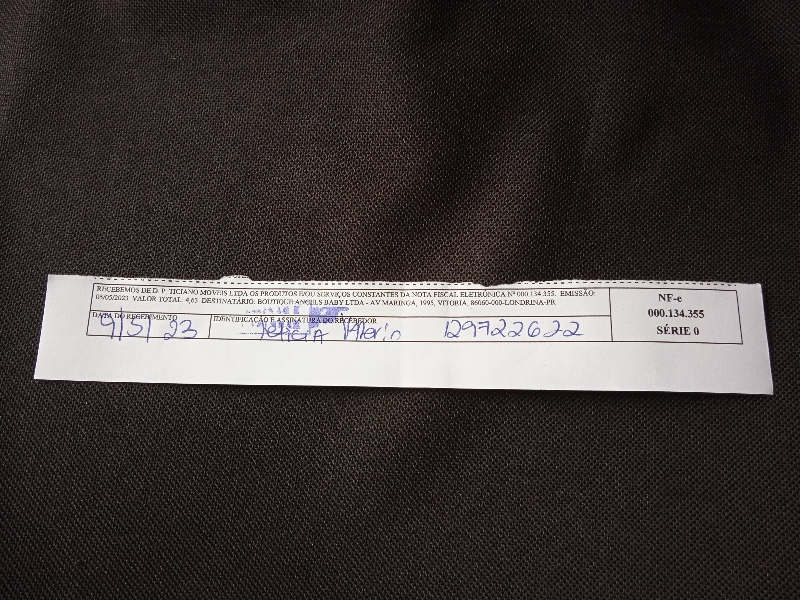 RECEBEMOS DE D. P. TICIANO MOVEIS LTDA OS PRODUTOS E/OU SERVIÇOS CONSTANTES DA NOTA FISCAL ELETRÔNICA Nº 000.134.355. EMISSÃO:
05/2023 VALOR TOTAL: 4,63 DESTINATÁRIO: BOUTIQUE ANGELS BABY LTDA - AV MARINGA, 1995, VITORIA, 86060-000-LONDRINA-PR
DATA DO RECEBIMENTO
9/5/23
IDENTIFICAÇÃO E ASSINATURA DO RECEBEDOR
129722622
NF-e
000.134.355
SÉRIE 0